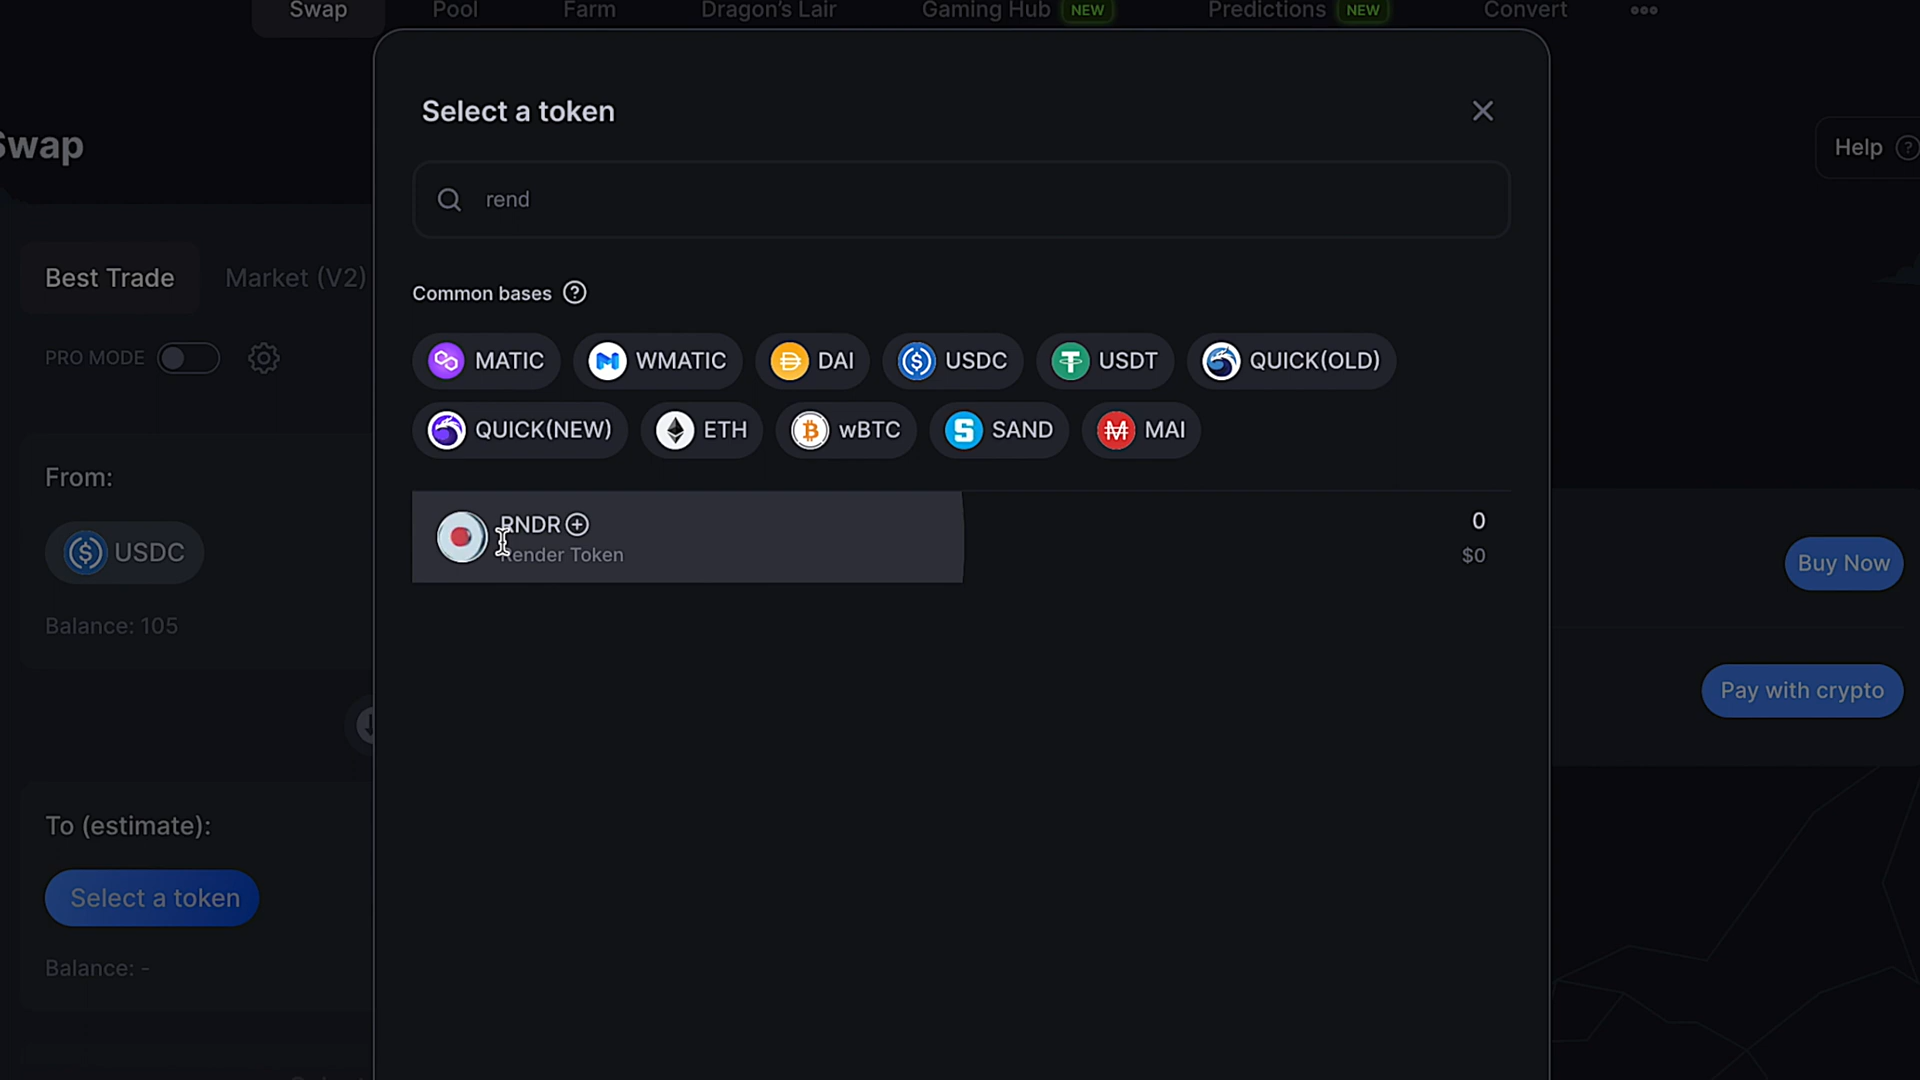 Swap Pool Farm Dragon's Lair Gaming Hub NEW Predictions NEW Convert
Select a token
Swap
Help
rend
Best Trade Market (V2)
Common bases
PRO MODE
MATIC WMATIC DAI USDC USDT QUICK(OLD)
QUICK(NEW) ETH wBTC SAND MAI
From:
RNDR 0
Render Token $0
USDC
Buy Now
Balance: 105
Pay with crypto
To (estimate):
Select a token
Balance: -